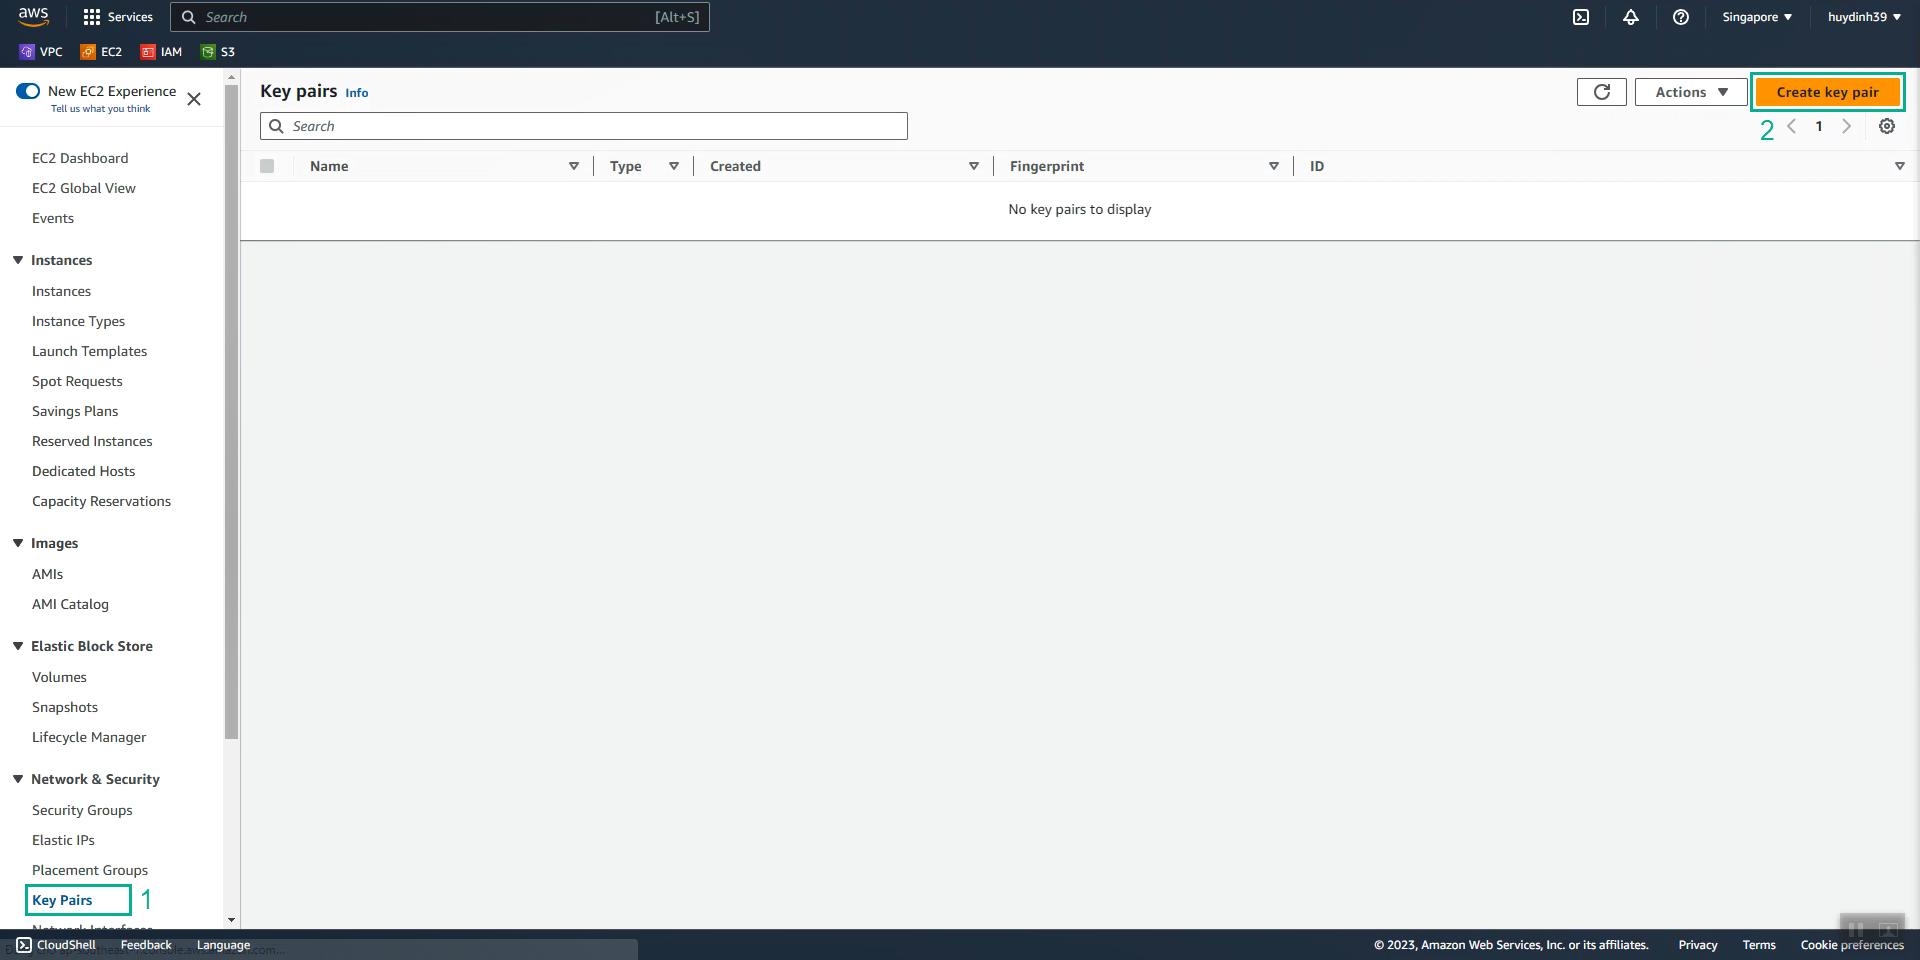 aws
Services
Search
[Alt+S]
Singapore
huydinh39
VPC
EC2
IAM
S3
New EC2 Experience
Tell us what you think
EC2 Dashboard
EC2 Global View
Events
Instances
Instances
Instance Types
Launch Templates
Spot Requests
Savings Plans
Reserved Instances
Dedicated Hosts
Capacity Reservations
Images
AMIs
AMI Catalog
Elastic Block Store
Volumes
Snapshots
Lifecycle Manager
Network & Security
Security Groups
Elastic IPs
Placement Groups
Key Pairs
1
Network Interfaces
Key pairs Info
Actions
Create key pair
Search
2
1
Name
Type
Created
Fingerprint
ID
No key pairs to display
CloudShell
Feedback
Language
© 2023, Amazon Web Services, Inc. or its affiliates.
Privacy
Terms
Cookie preferences